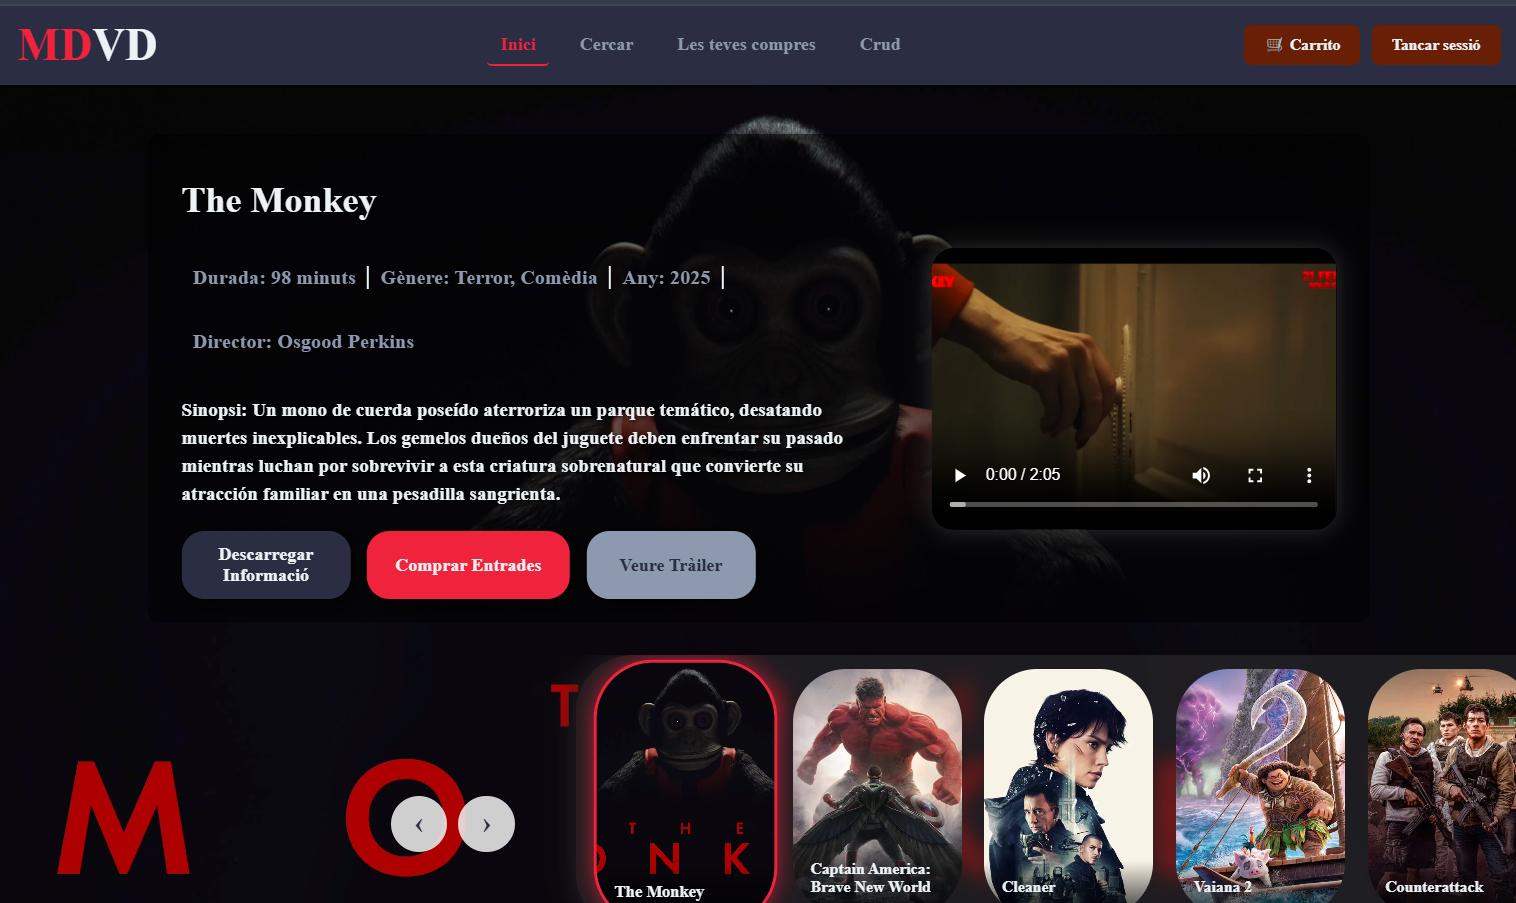 MDVD
Inici
Cercar
Les teves compres
Crud
Carrito
Tancar sessió
The Monkey
Durada: 98 minuts | Gènere: Terror, Comèdia | Any: 2025 |
Director: Osgood Perkins
Sinopsi: Un mono de cuerda poseído aterroriza un parque temático, desatando
muertes inexplicables. Los gemelos dueños del juguete deben enfrentar su pasado
mientras luchan por sobrevivir a esta criatura sobrenatural que convierte su
atracción familiar en una pesadilla sangrienta.
0:00 / 2:05
Descarregar
Informació
Comprar Entrades
Veure Tràiler
T
M O
‹ ›
T H E
O N K
The Monkey
Captain America:
Brave New World
Cleaner
Vaiana 2
Counterattack